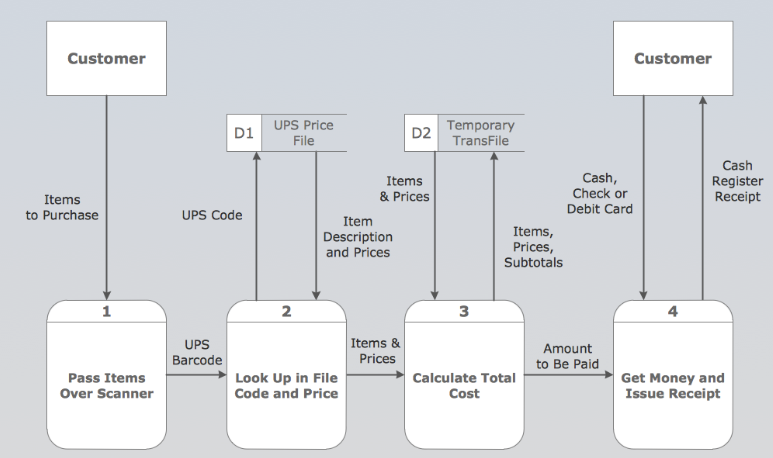 Customer
Customer
D1
UPS Price
File
D2
Temporary
TransFile
Items
to Purchase
UPS Code
Item
Description
and Prices
Items
& Prices
Items,
Prices,
Subtotals
Cash,
Check or
Debit Card
Cash
Register
Receipt
1
Pass Items
Over Scanner
UPS
Barcode
2
Look Up in File
Code and Price
Items &
Prices
3
Calculate Total
Cost
Amount
to Be Paid
4
Get Money and
Issue Receipt